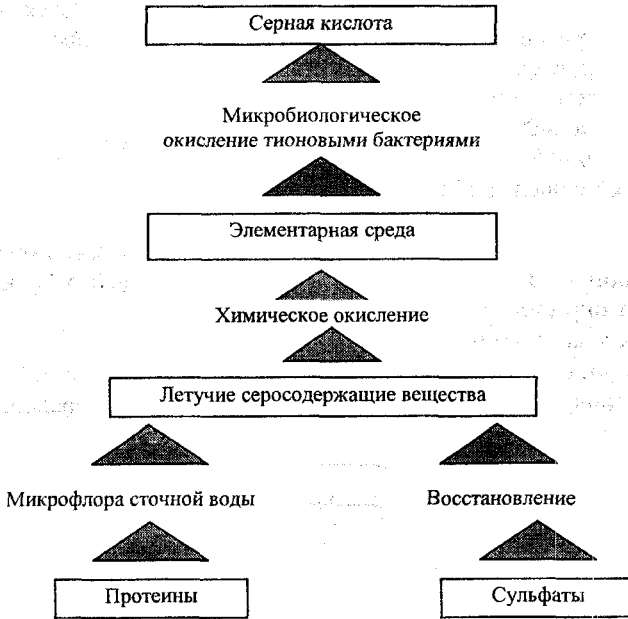 Серная кислота
Микробиологическое
окисление тионовыми бактериями
Элементарная среда
Химическое окисление
Летучие серосодержащие вещества
Микрофлора сточной воды
Восстановление
Протеины
Сульфаты